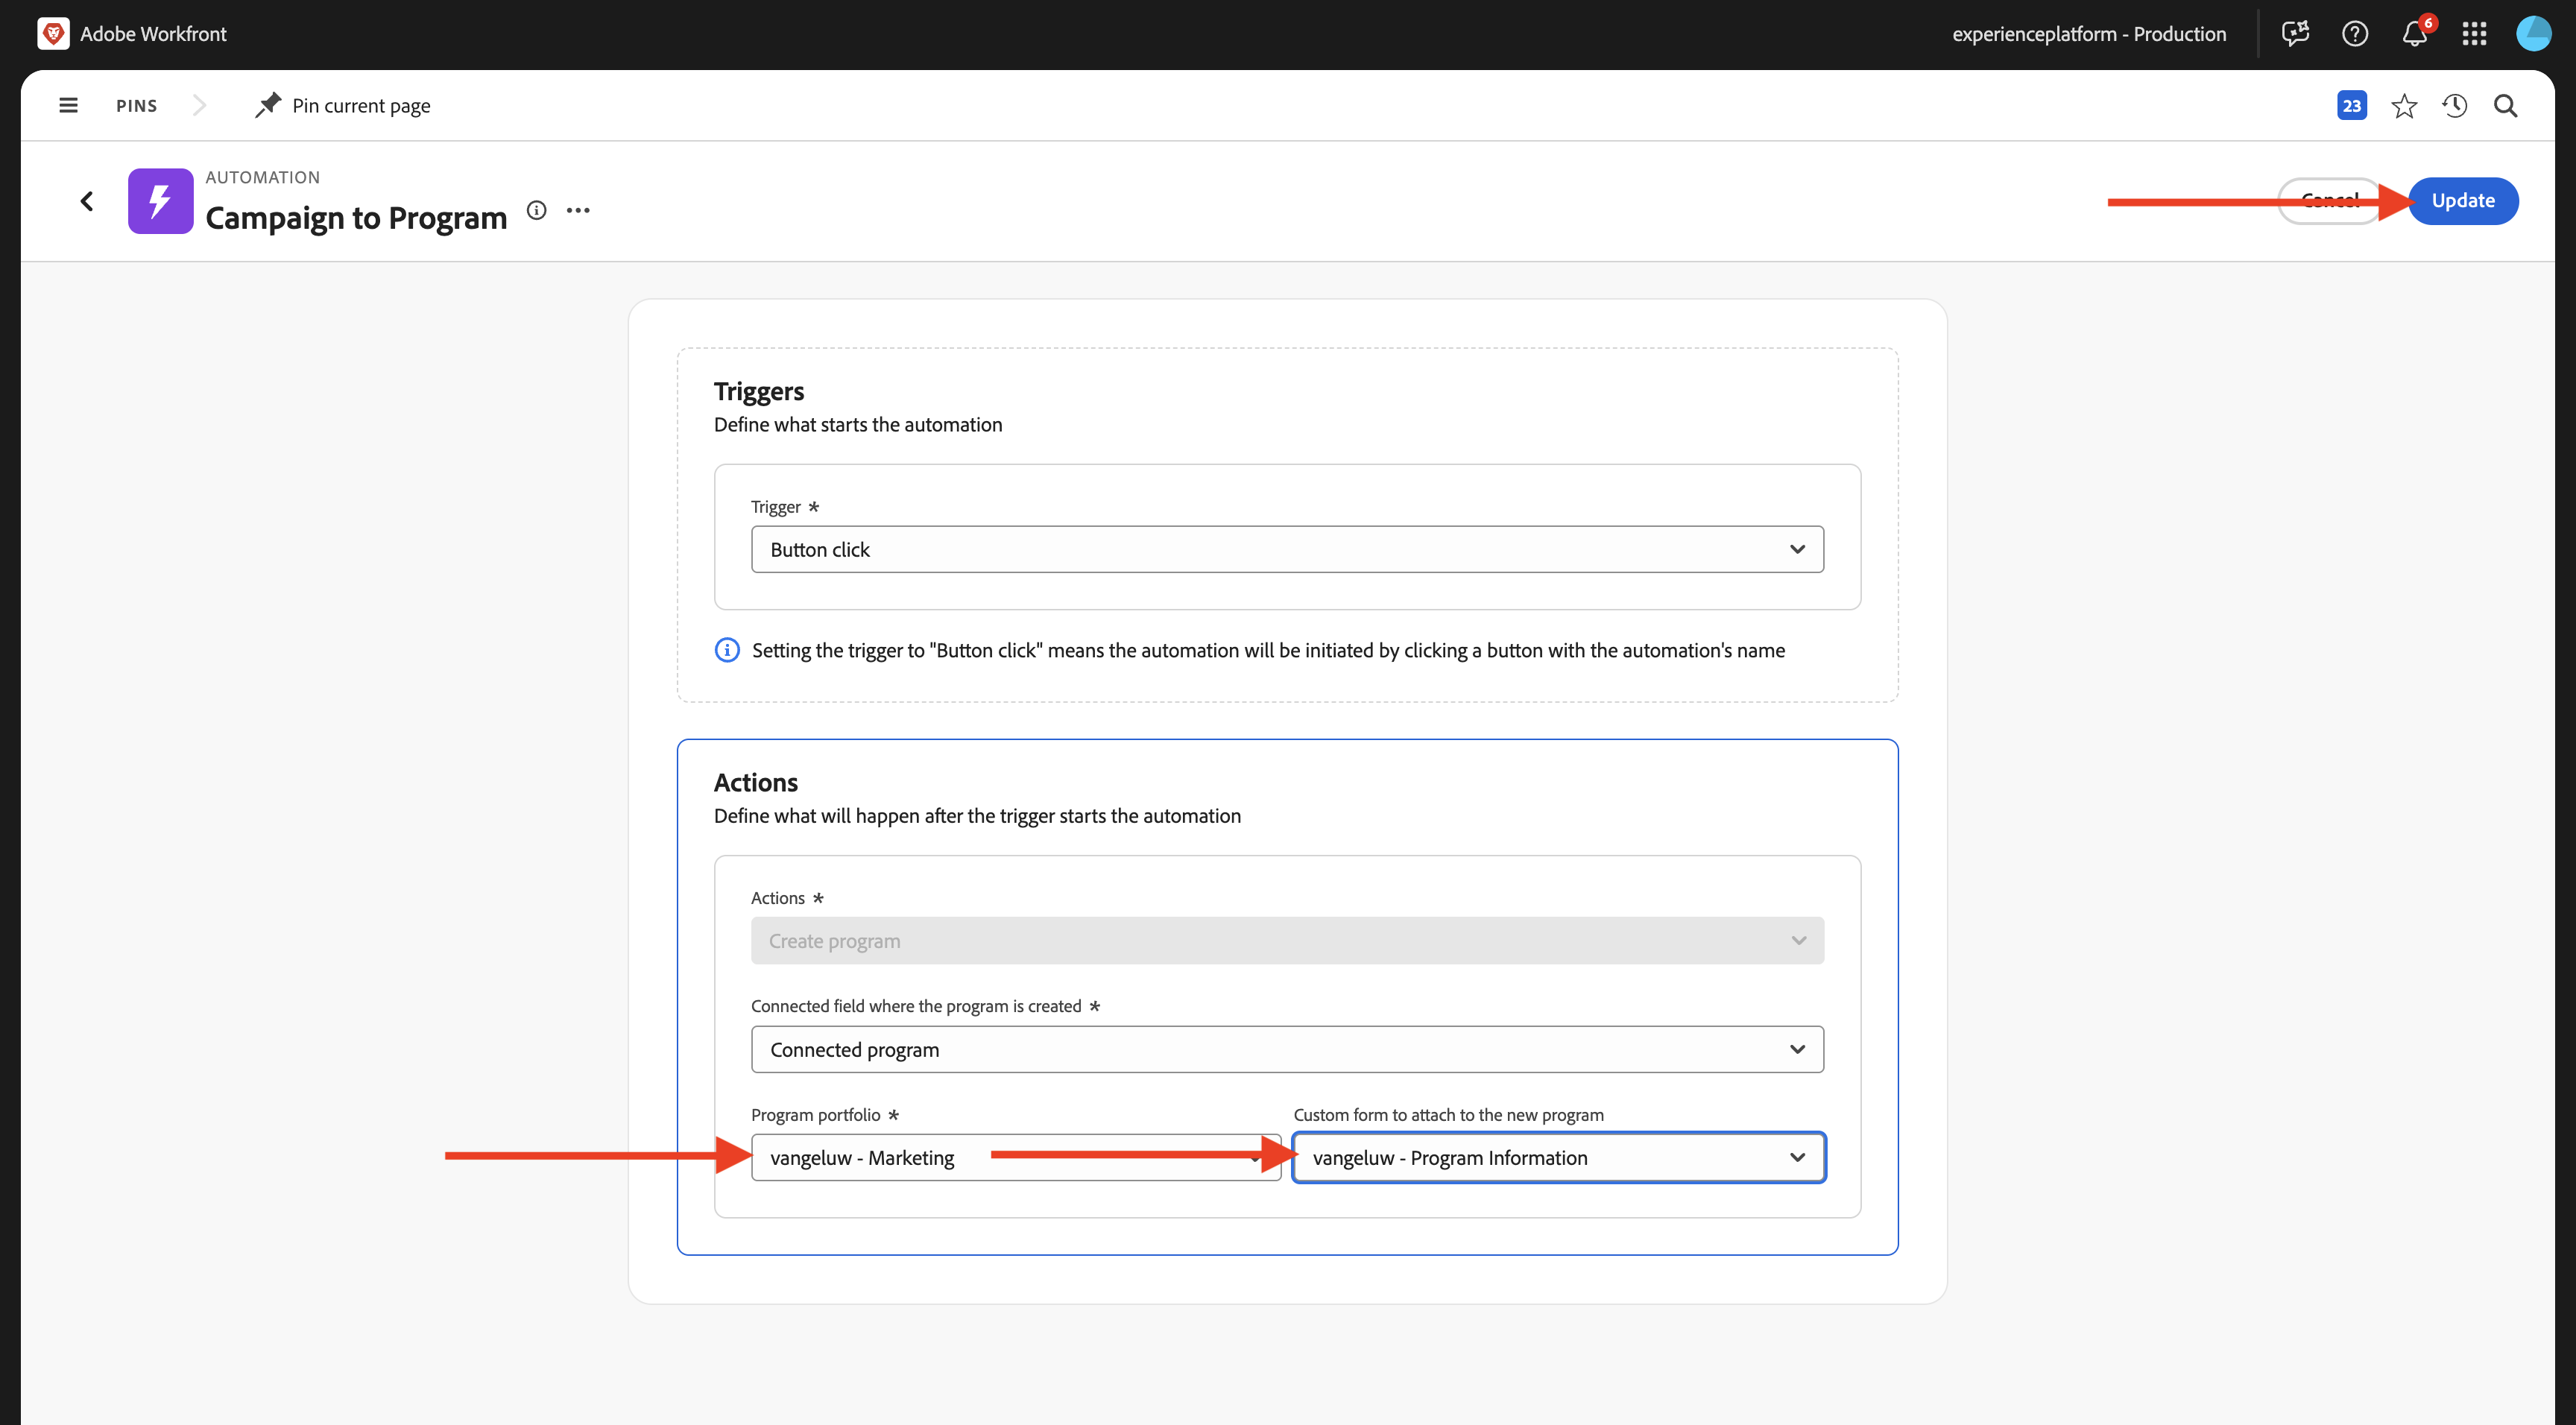 Adobe Workfront
experienceplatform - Production
6
PINS
Pin current page
23
AUTOMATION
Campaign to Program
Cancel
Update
Triggers
Define what starts the automation
Trigger *
Button click
Setting the trigger to "Button click" means the automation will be initiated by clicking a button with the automation's name
Actions
Define what will happen after the trigger starts the automation
Actions *
Create program
Connected field where the program is created *
Connected program
Program portfolio *
Custom form to attach to the new program
vangeluw - Marketing
vangeluw - Program Information